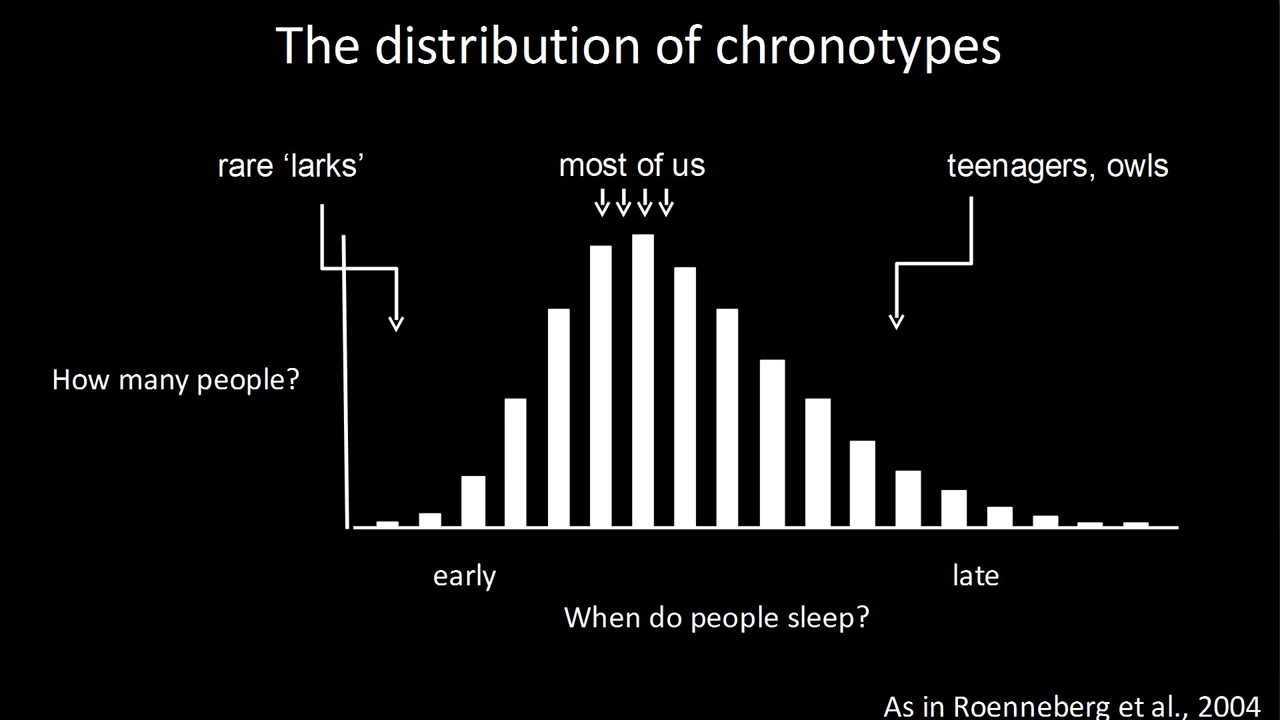 The distribution of chronotypes
rare ‘larks’
most of us
teenagers, owls
How many people?
early
late
When do people sleep?
As in Roenneberg et al., 2004